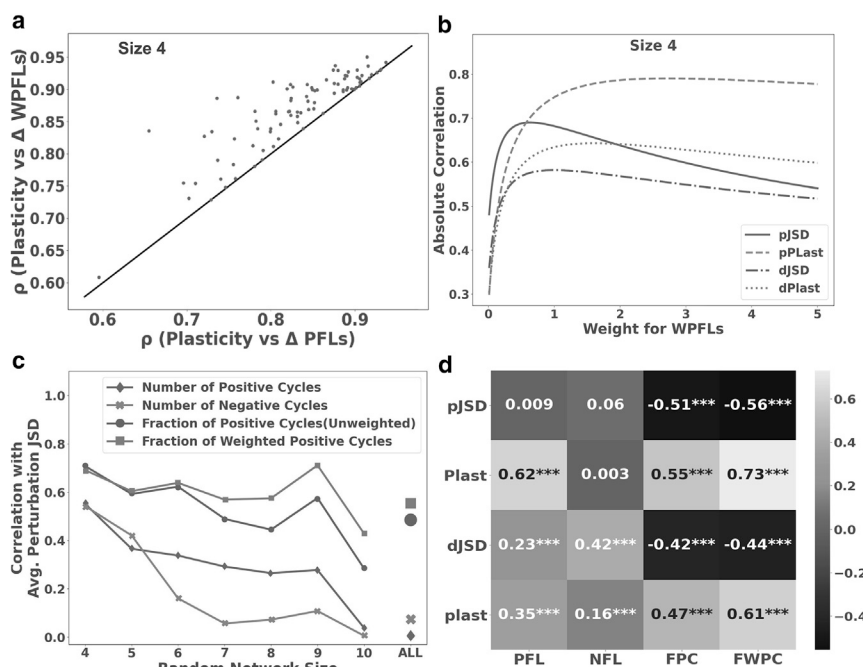 a
Size 4
ρ (Plasticity vs Δ WPFLs)
0.95
0.90
0.85
0.80
0.75
0.70
0.60
0.6
0.7
0.8
0.9
ρ (Plasticity vs Δ PFLs)
b
Size 4
Absolute Correlation
0.8
0.7
0.6
0.5
0.4
0.3
0
1
2
3
4
5
Weight for WPFLs
pJSD
pPLast
dJSD
dPlast
c
Correlation with
Avg. Perturbation JSD
1.0
0.8
0.6
0.4
0.2
0.0
Number of Positive Cycles
Number of Negative Cycles
Fraction of Positive Cycles(Unweighted)
Fraction of Weighted Positive Cycles
4 5 6 7 8 9 10 ALL
Random Network Size
d
pJSD 0.009 0.06 -0.51*** -0.56***
Plast 0.62*** 0.003 0.55*** 0.73***
dJSD 0.23*** 0.42*** -0.42*** -0.44***
plast 0.35*** 0.16*** 0.47*** 0.61***
PFL NFL FPC FWPC
0.6
0.4
0.2
0.0
-0.2
-0.4